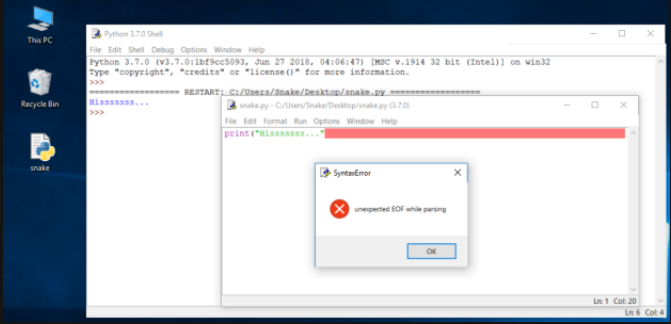 This PC
Recycle Bin
snake
Python 3.7.0 Shell
File Edit Shell Debug Options Window Help
Python 3.7.0 (v3.7.0:1bf9cc5093, Jun 27 2018, 04:06:47) [MSC v.1914 32 bit (Intel)] on win32
Type "copyright", "credits" or "license()" for more information.
>>>
================== RESTART: C:/Users/Snake/Desktop/snake.py ==================
Hisssssss...
>>>
snake.py - C:/Users/Snake/Desktop/snake.py (3.7.0)
File Edit Format Run Options Window Help
print("Hisssssss..."
SyntaxError
unexpected EOF while parsing
OK
Ln: 1 Col: 20
Ln: 6 Col: 4